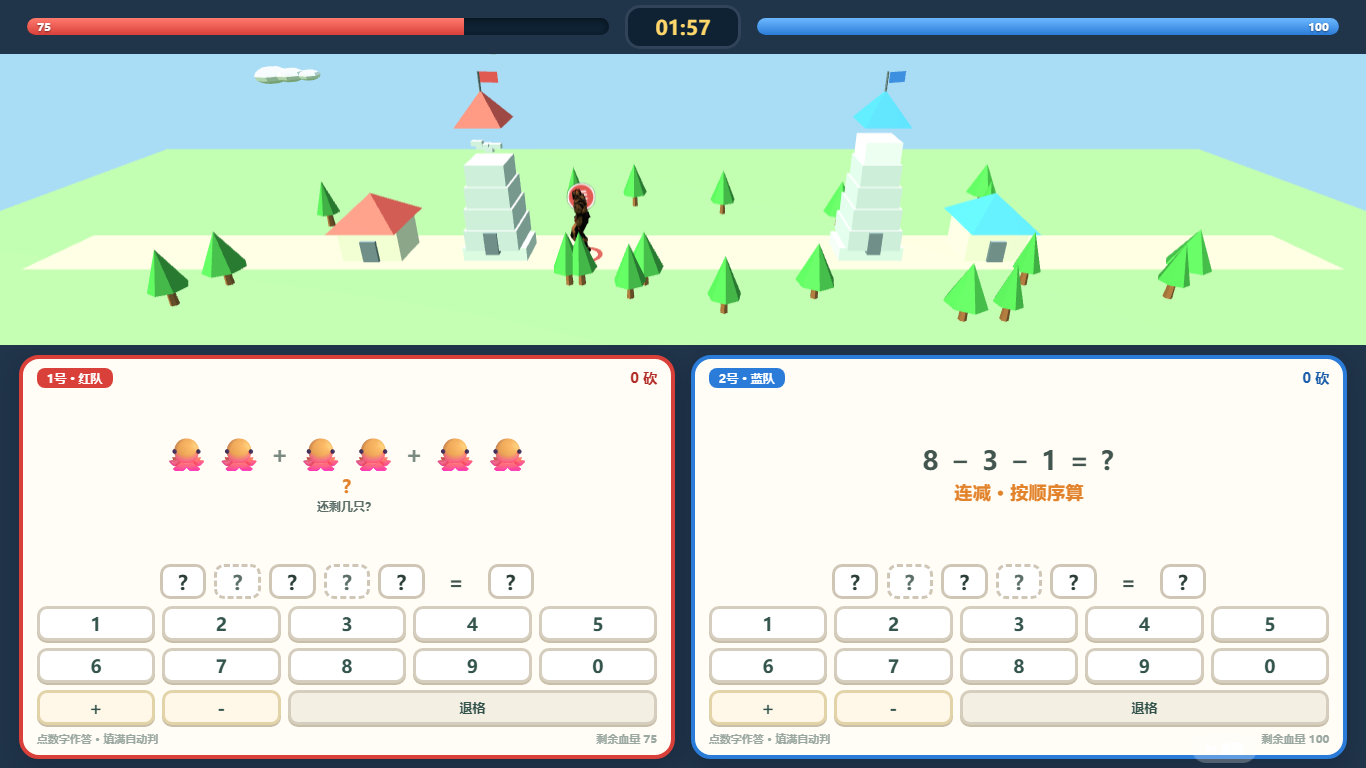 75
01:57
100
1号·红队
0 砍
+ +
?
还剩几只?
? ? ? ? ? = ?
1 2 3 4 5
6 7 8 9 0
+ - 退格
点数字作答·填满自动判
剩余血量 75
2号·蓝队
0 砍
8 − 3 − 1 = ?
连减·按顺序算
? ? ? ? ? = ?
1 2 3 4 5
6 7 8 9 0
+ - 退格
点数字作答·填满自动判
剩余血量 100